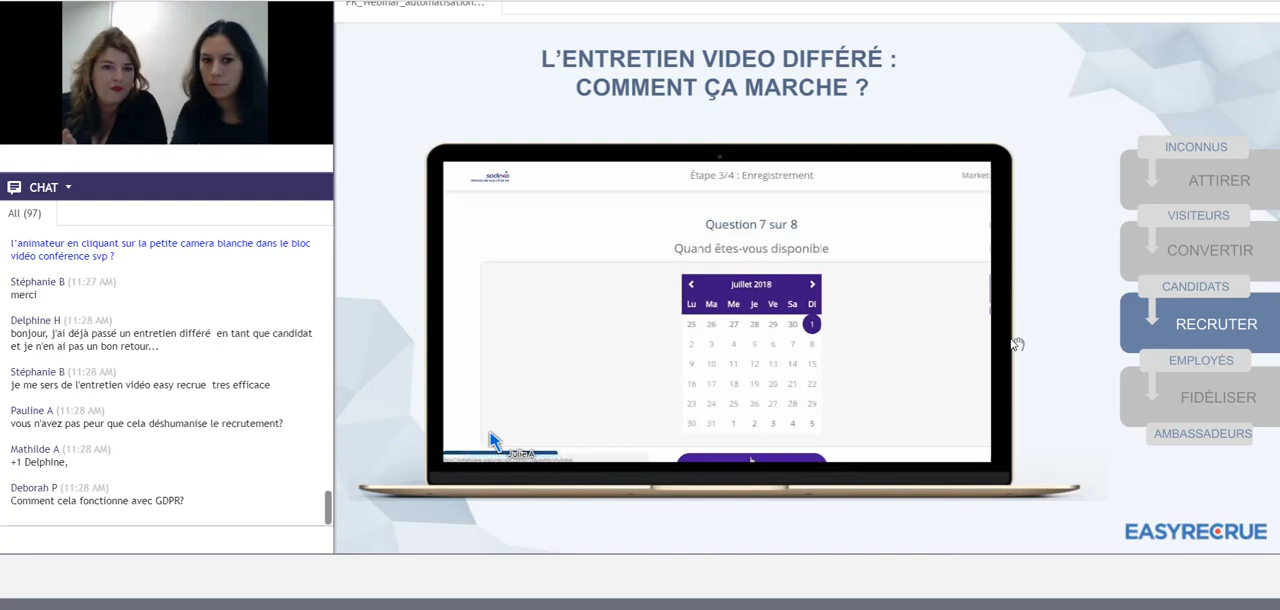 FR_Webinar_automatisation...
L'ENTRETIEN VIDEO DIFFÉRÉ :
COMMENT ÇA MARCHE ?
CHAT
All (97)
l'animateur en cliquant sur la petite caméra blanche dans le bloc
vidéo conférence svp ?
Stéphanie B (11:27 AM)
merci
Delphine H (11:28 AM)
bonjour, j'ai déjà passé un entretien différé en tant que candidat
et je n'en ai pas un bon retour...
Stéphanie B (11:28 AM)
je me sers de l'entretien vidéo easy recrue tres efficace
Pauline A (11:28 AM)
vous n'avez pas peur que cela déshumanise le recrutement?
Mathilde A (11:28 AM)
+1 Delphine,
Deborah P (11:28 AM)
Comment cela fonctionne avec GDPR?
sodexo
Étape 3/4 : Enregistrement
Market
Question 7 sur 8
Quand êtes-vous disponible
Juillet 2018
Lu Ma Me Je Ve Sa Di
25 26 27 28 29 30 1
2 3 4 5 6 7 8
9 10 11 12 13 14 15
16 17 18 19 20 21 22
23 24 25 26 27 28 29
30 31 1 2 3 4 5
Julia A
INCONNUS
ATTIRER
VISITEURS
CONVERTIR
CANDIDATS
RECRUTER
EMPLOYÉS
FIDÉLISER
AMBASSADEURS
EASYRECRUE